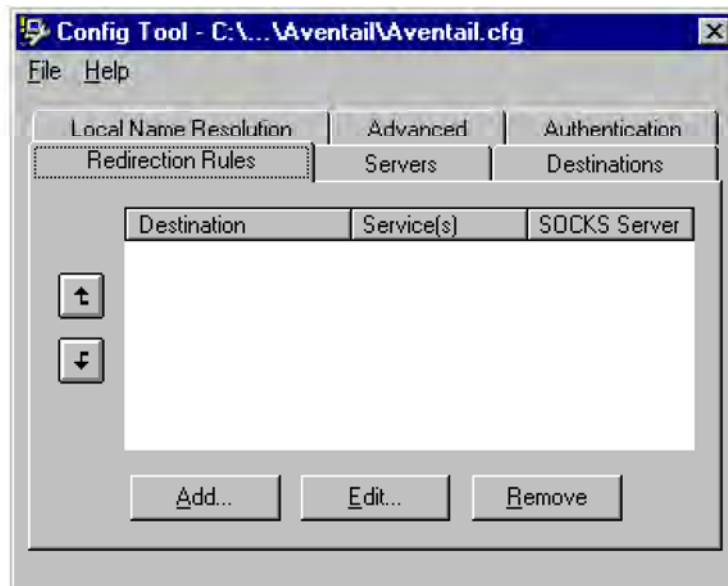 Config Tool - C:\...\Aventail\Aventail.cfg
File Help
Local Name Resolution Advanced Authentication
Redirection Rules Servers Destinations
Destination Service(s) SOCKS Server
Add... Edit... Remove